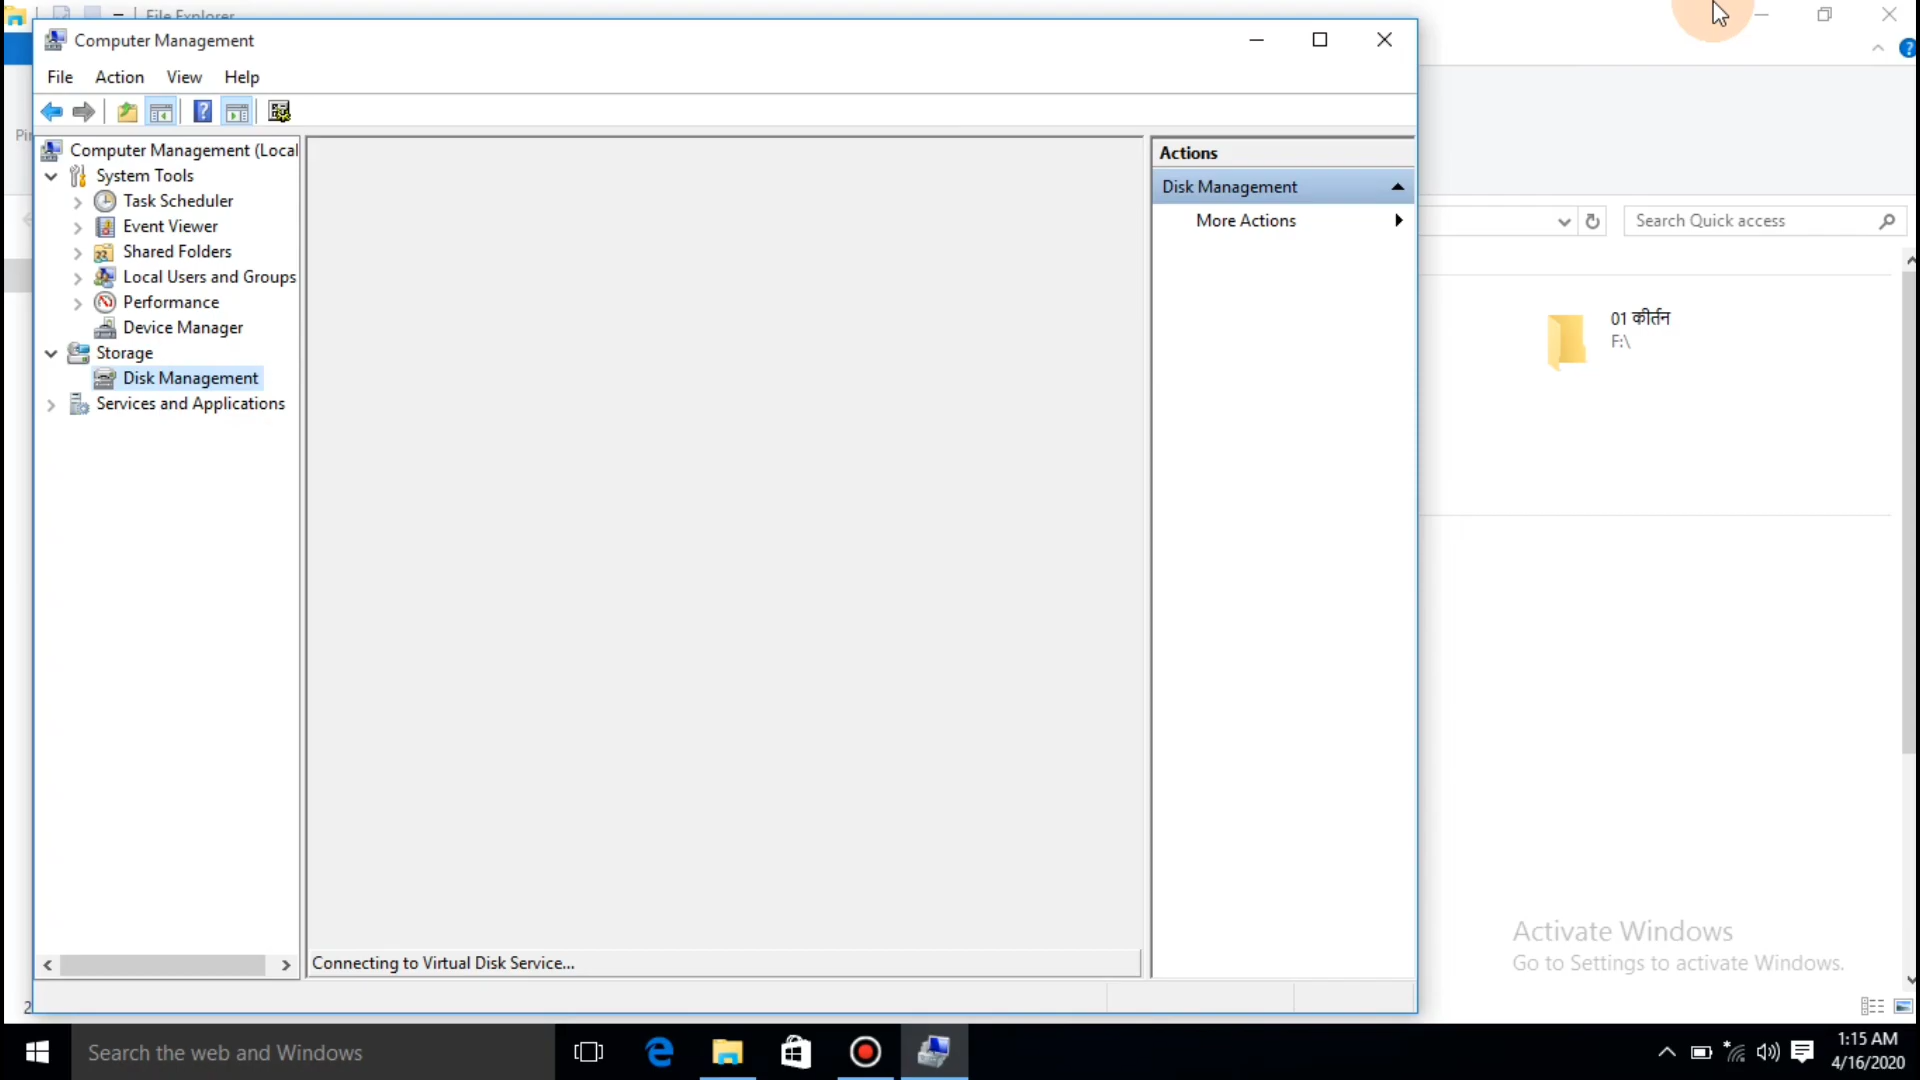 File Explorer
Computer Management
File Action View Help
Computer Management (Local
System Tools
Task Scheduler
Event Viewer
Shared Folders
Local Users and Groups
Performance
Device Manager
Storage
Disk Management
Services and Applications
Connecting to Virtual Disk Service...
Actions
Disk Management
More Actions
Search Quick access
01 कीर्तन
F:\
Activate Windows
Go to Settings to activate Windows.
Search the web and Windows
1:15 AM
4/16/2020